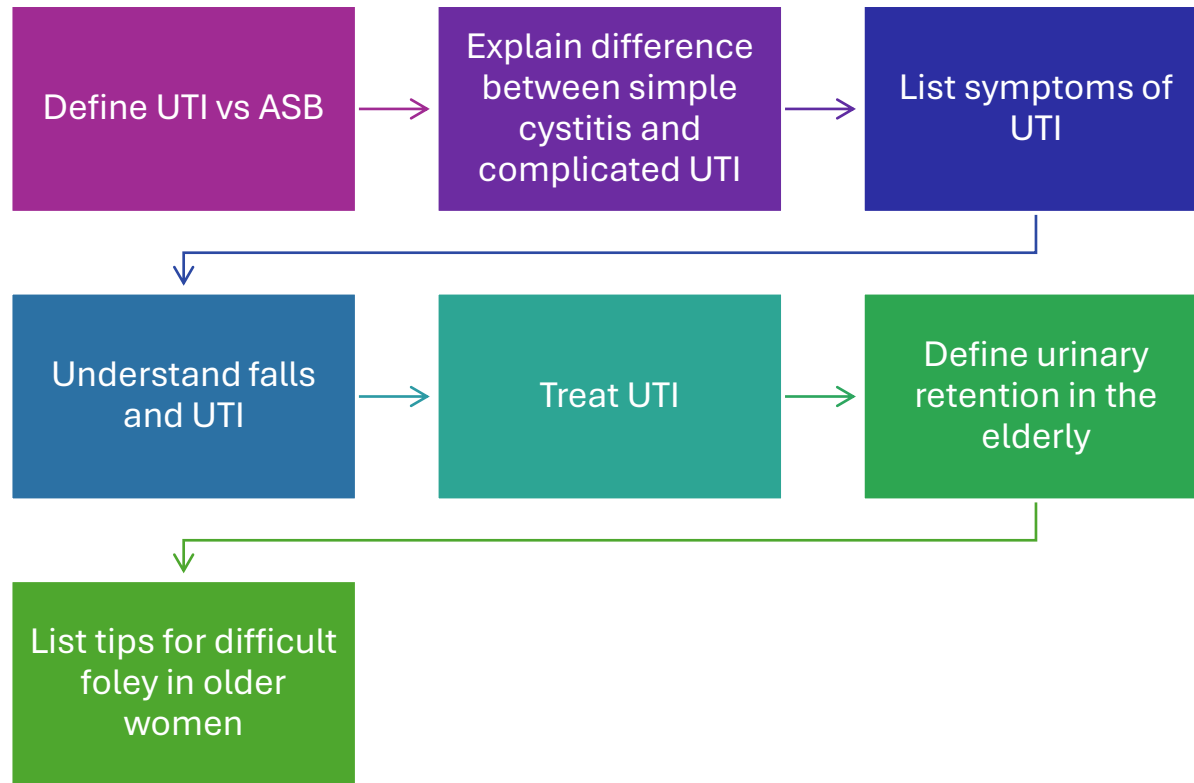 Define UTI vs ASB
Explain difference
between simple
cystitis and
complicated UTI
List symptoms of
UTI
Understand falls
and UTI
Treat UTI
Define urinary
retention in the
elderly
List tips for difficult
foley in older
women